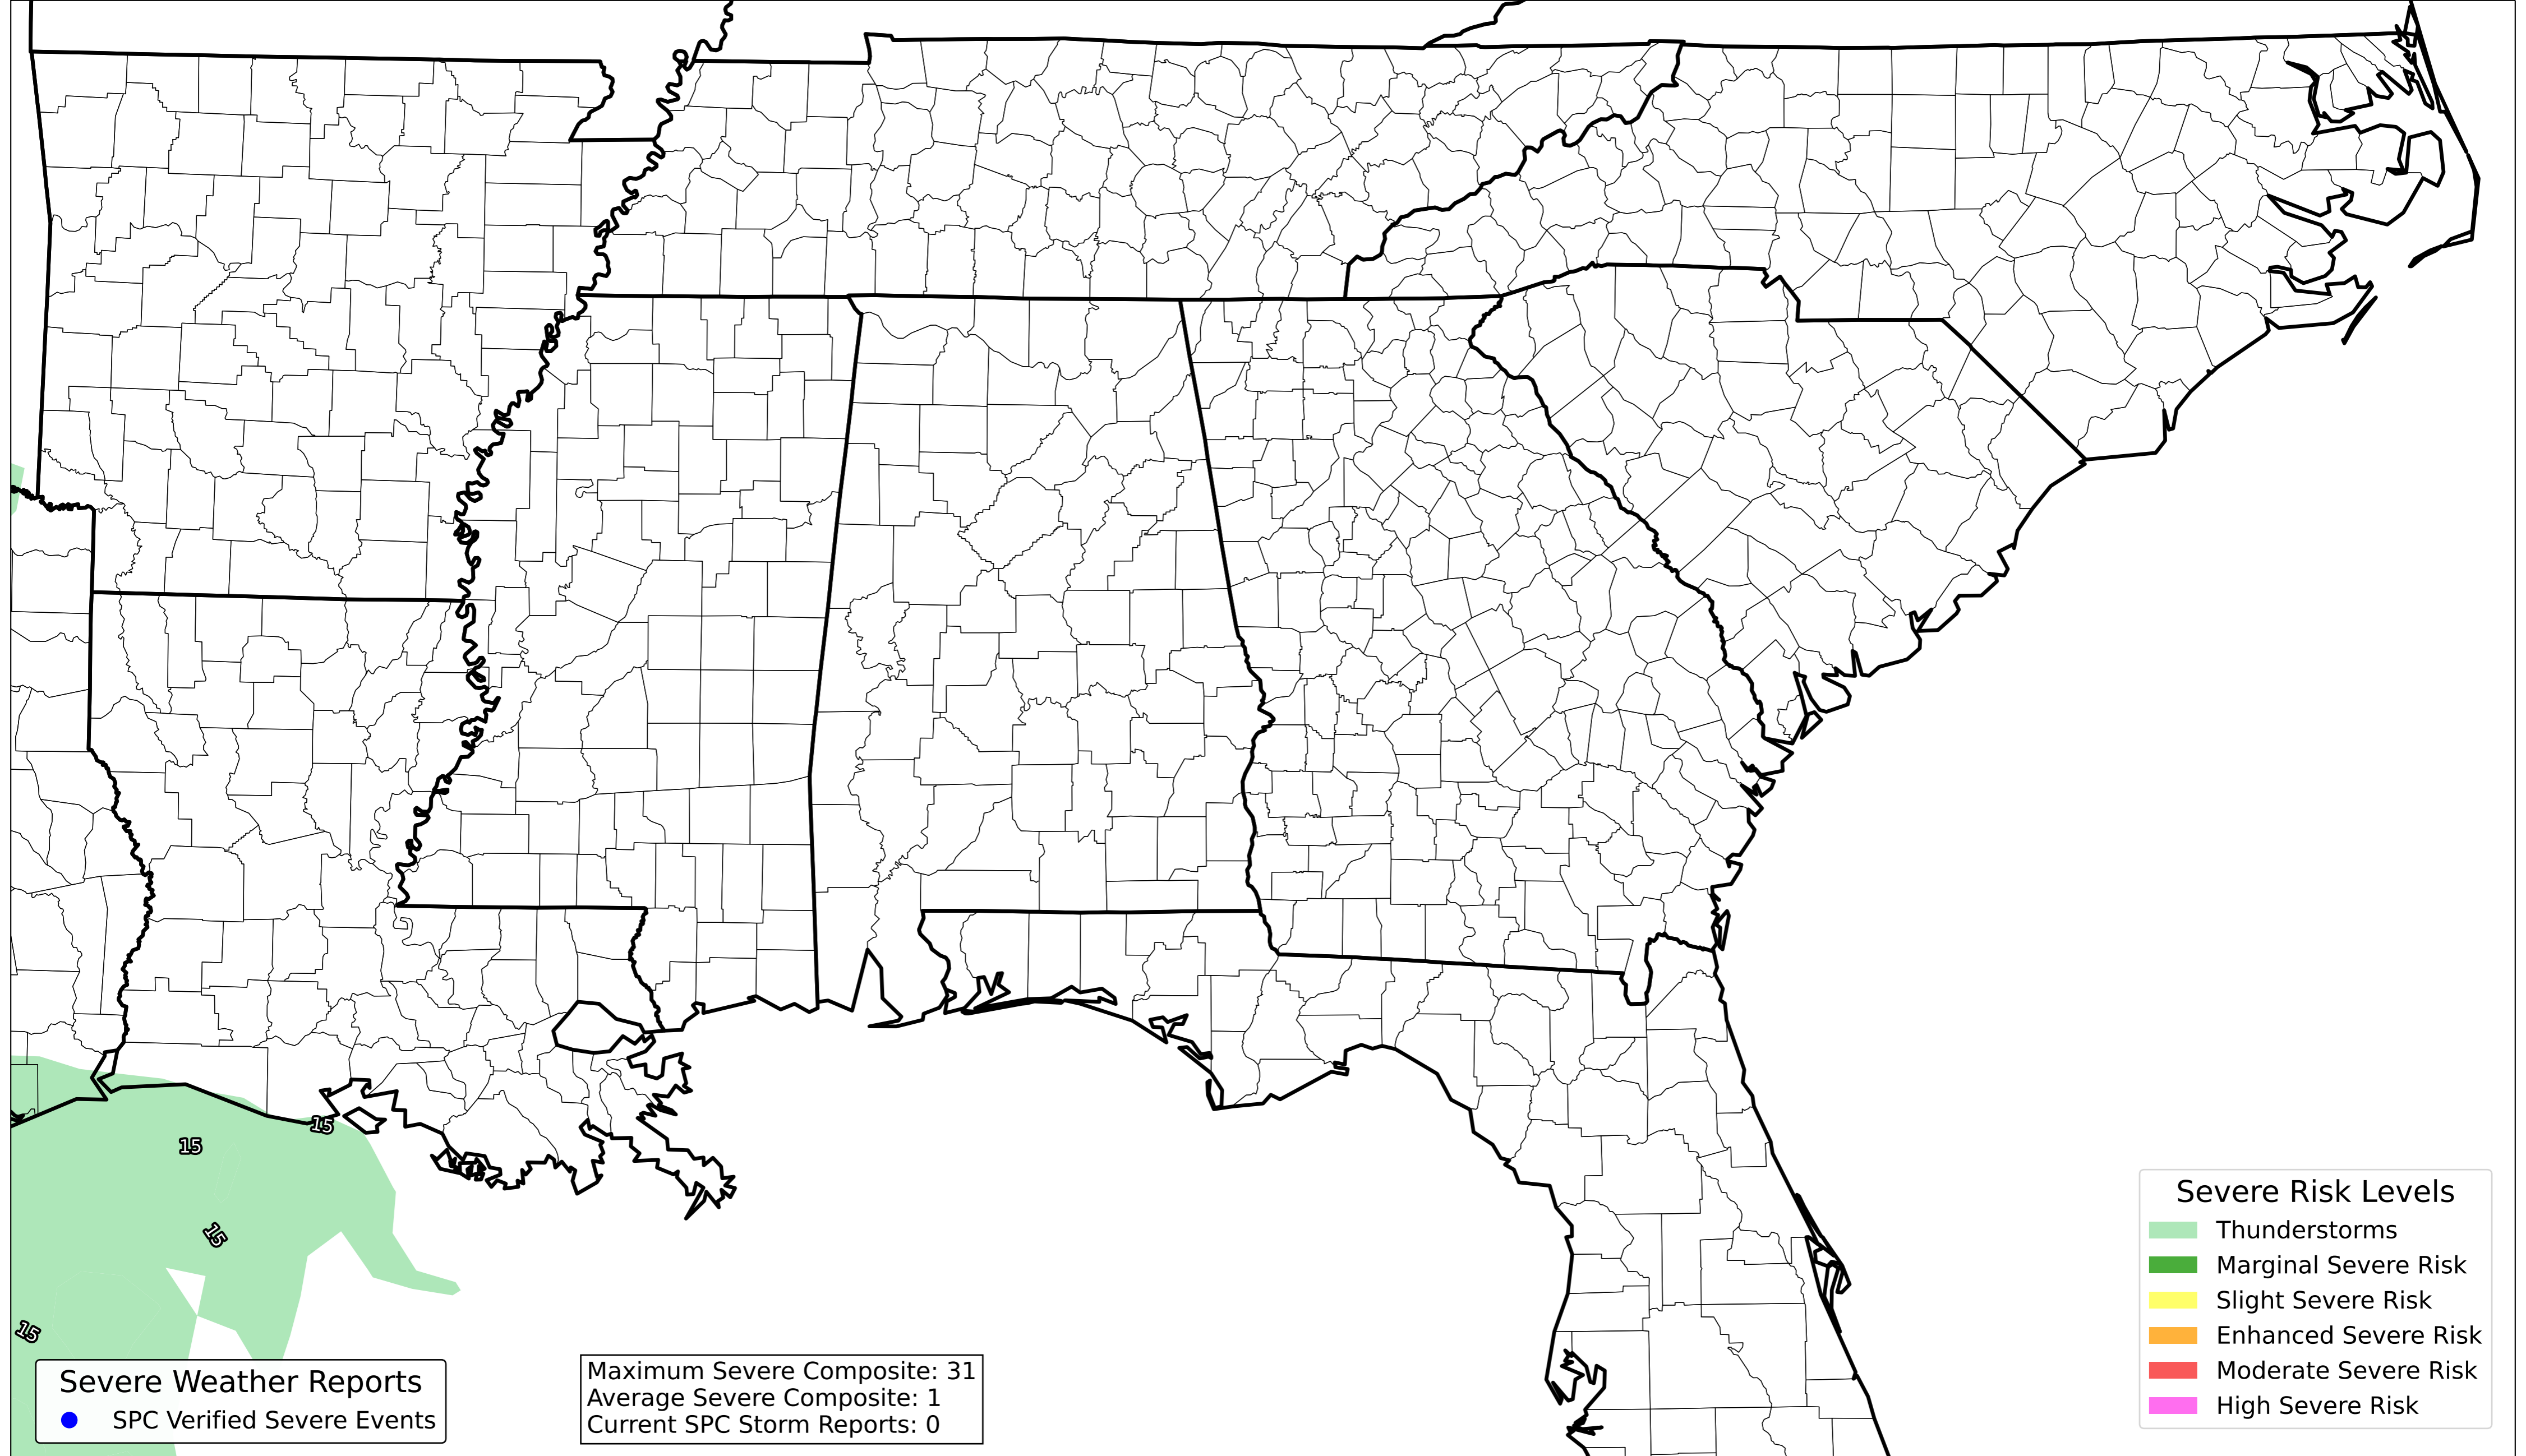 15
15
15
15
Severe Weather Reports
SPC Verified Severe Events
Maximum Severe Composite: 31
Average Severe Composite: 1
Current SPC Storm Reports: 0
Severe Risk Levels
Thunderstorms
Marginal Severe Risk
Slight Severe Risk
Enhanced Severe Risk
Moderate Severe Risk
High Severe Risk